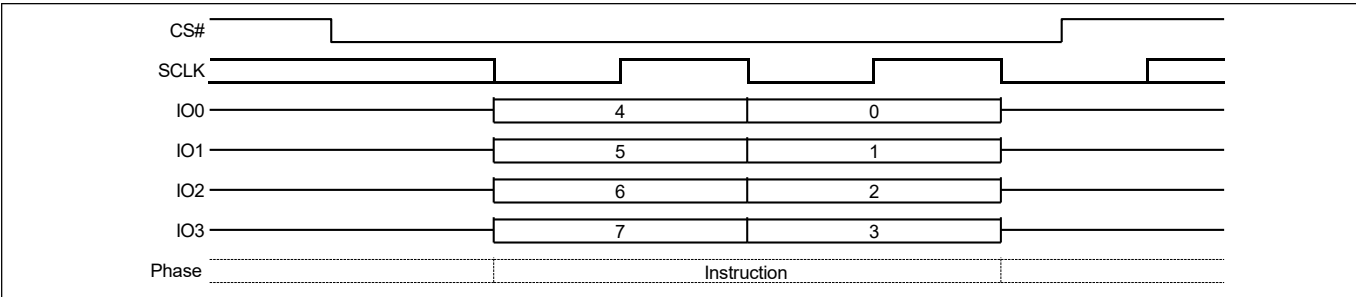 CS#
SCLK
IO0 4 0
IO1 5 1
IO2 6 2
IO3 7 3
Phase Instruction